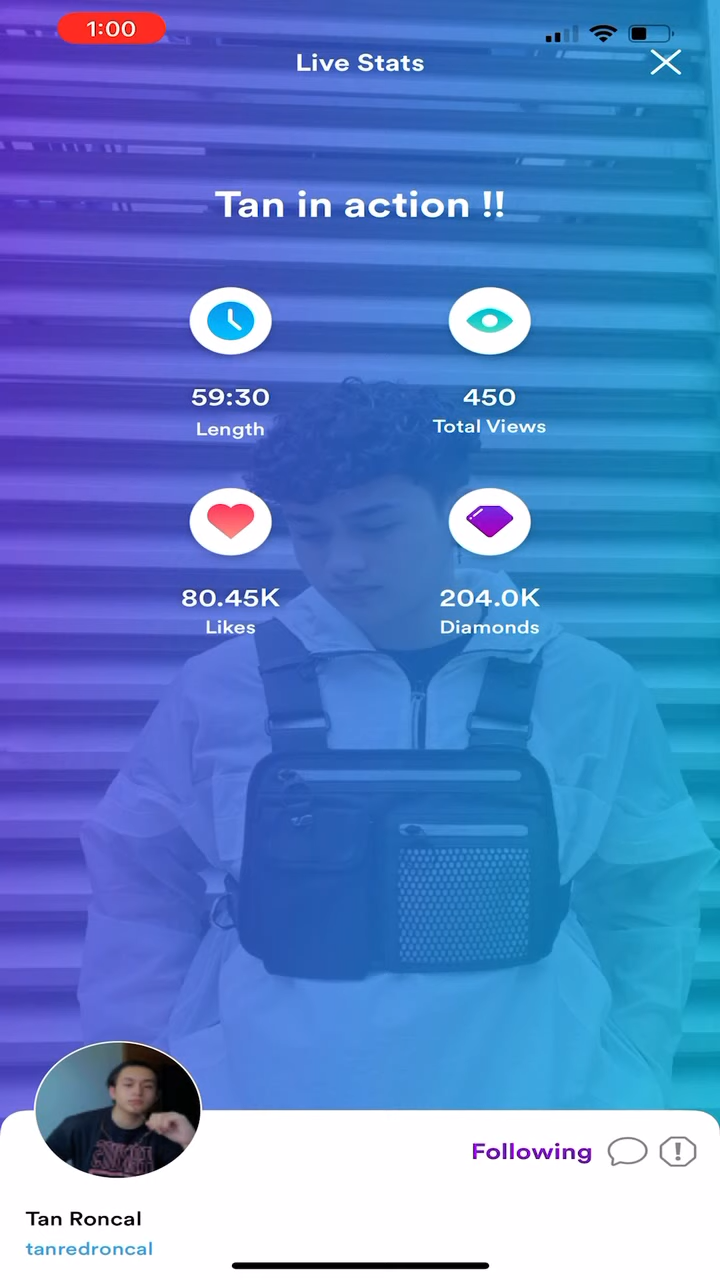 1:00
Live Stats
Tan in action !!
59:30
Length
450
Total Views
80.45K
Likes
204.0K
Diamonds
Following
Tan Roncal
tanredroncal